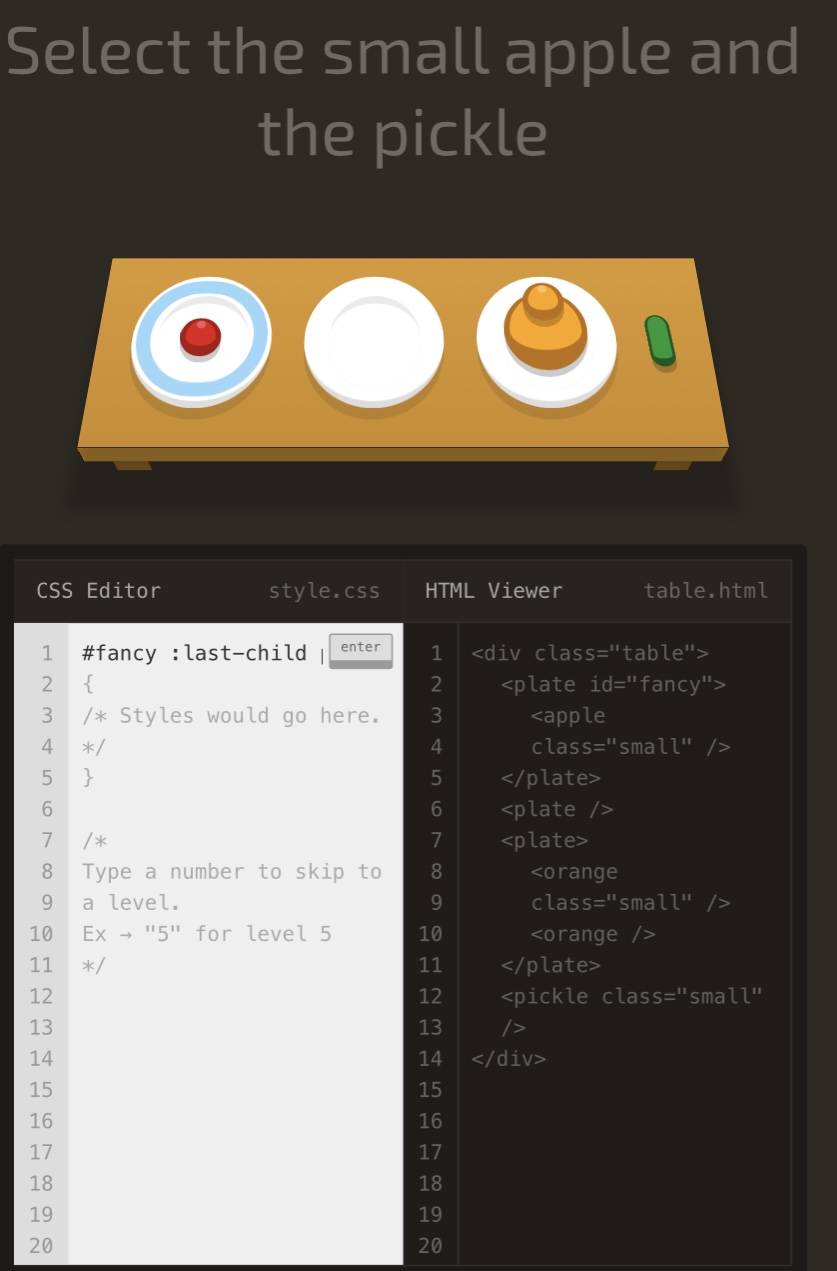 Select the small apple and
the pickle
CSS Editor style.css
1 #fancy :last-child p enter
2 {
3 /* Styles would go here.
4 */
5 }
6
7 /*
8 Type a number to skip to
9 a level.
10 Ex → "5" for level 5
11 */
12
13
14
15
16
17
18
19
20
HTML Viewer table.html
1 <div class="table">
2 <plate id="fancy">
3 <apple
4 class="small" />
5 </plate>
6 <plate />
7 <plate>
8 <orange
9 class="small" />
10 <orange />
11 </plate>
12 <pickle class="small"
13 />
14 </div>
15
16
17
18
19
20